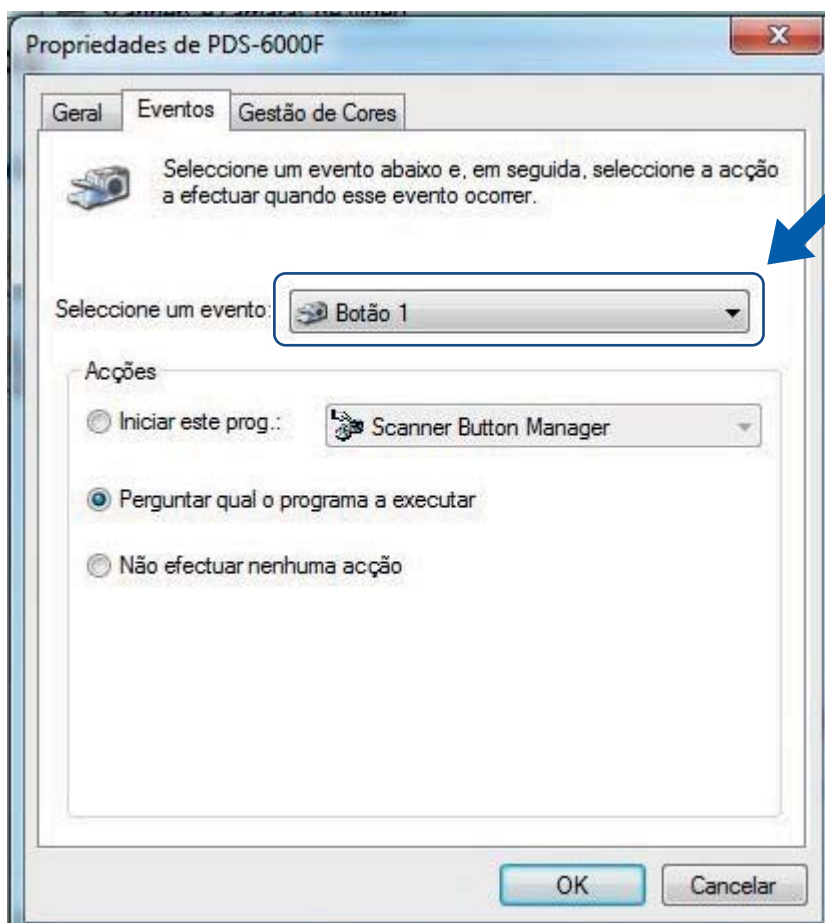 Propriedades de PDS-6000F
Geral
Eventos
Gestão de Cores
Seleccione um evento abaixo e, em seguida, seleccione a acção
a efectuar quando esse evento ocorrer.
Seleccione um evento:
Botão 1
Acções
Iniciar este prog.:
Scanner Button Manager
Perguntar qual o programa a executar
Não efectuar nenhuma acção
OK
Cancelar